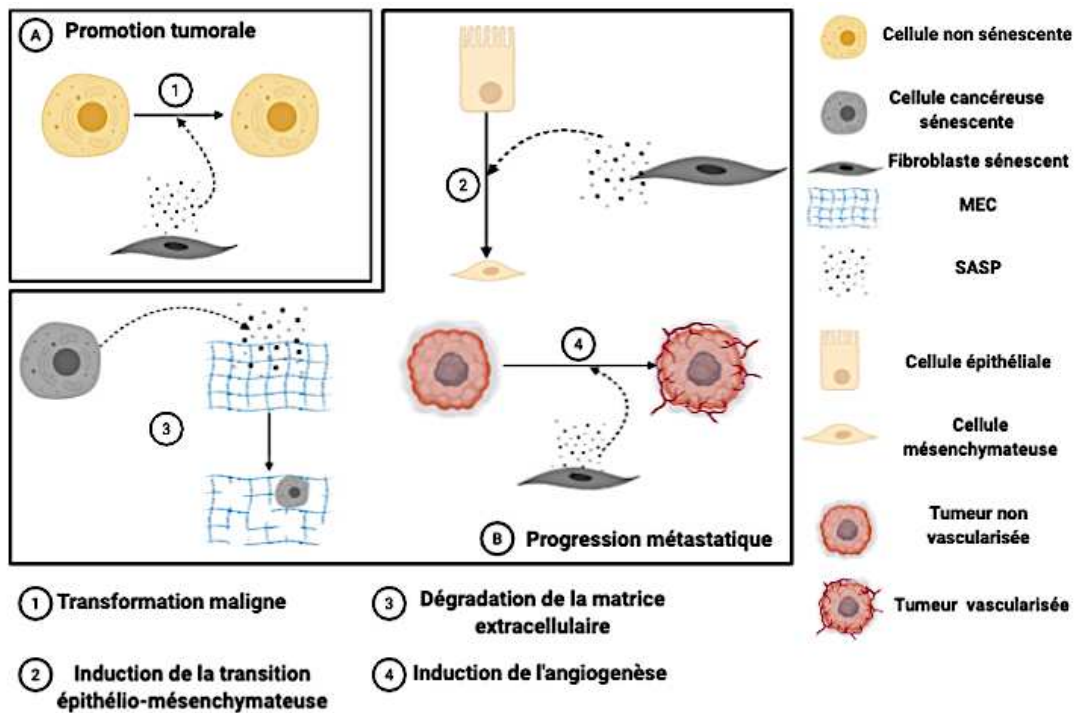 A Promotion tumorale
1
2
3
4
B Progression métastatique
Cellule non sénescente
Cellule cancéreuse
sénescente
Fibroblaste sénescent
MEC
SASP
Cellule épithéliale
Cellule
mésenchymateuse
Tumeur non
vascularisée
Tumeur vascularisée
1 Transformation maligne
2 Induction de la transition
épithélio-mésenchymateuse
3 Dégradation de la matrice
extracellulaire
4 Induction de l'angiogenèse